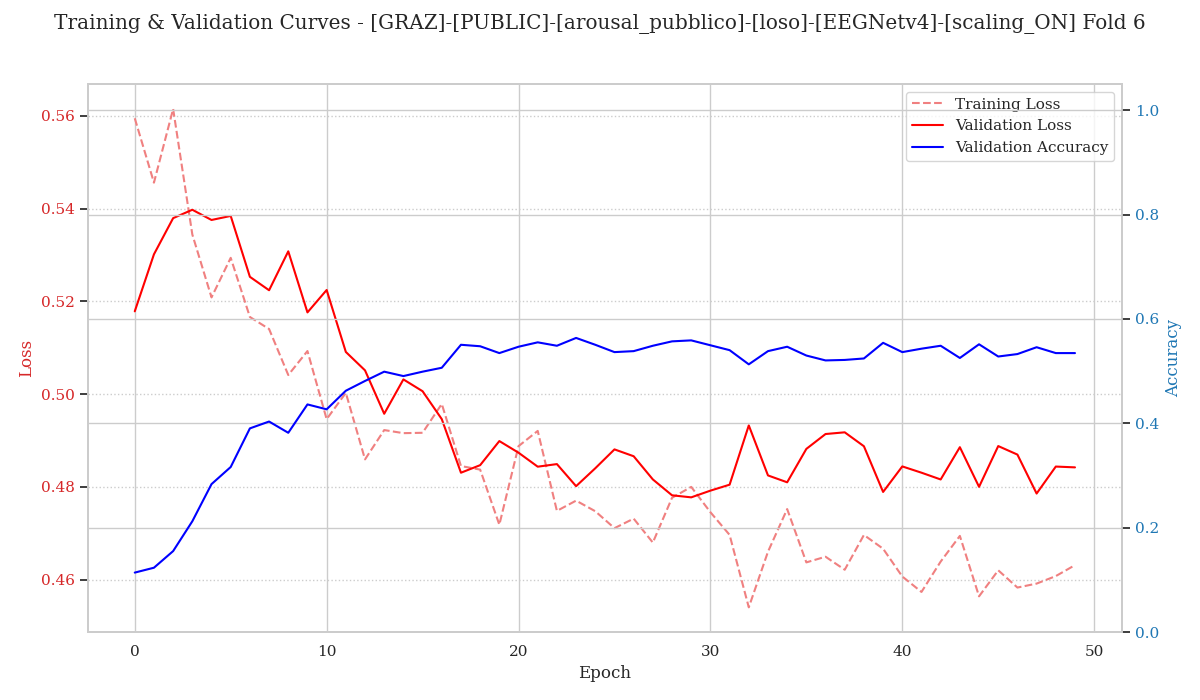 Training & Validation Curves - [GRAZ]-[PUBLIC]-[arousal_pubblico]-[loso]-[EEGNetv4]-[scaling_ON] Fold 6
Training Loss
Validation Loss
Validation Accuracy
0.56
0.54
0.52
0.50
0.48
0.46
Loss
1.0
0.8
0.6
0.4
0.2
0.0
Accuracy
0 10 20 30 40 50
Epoch